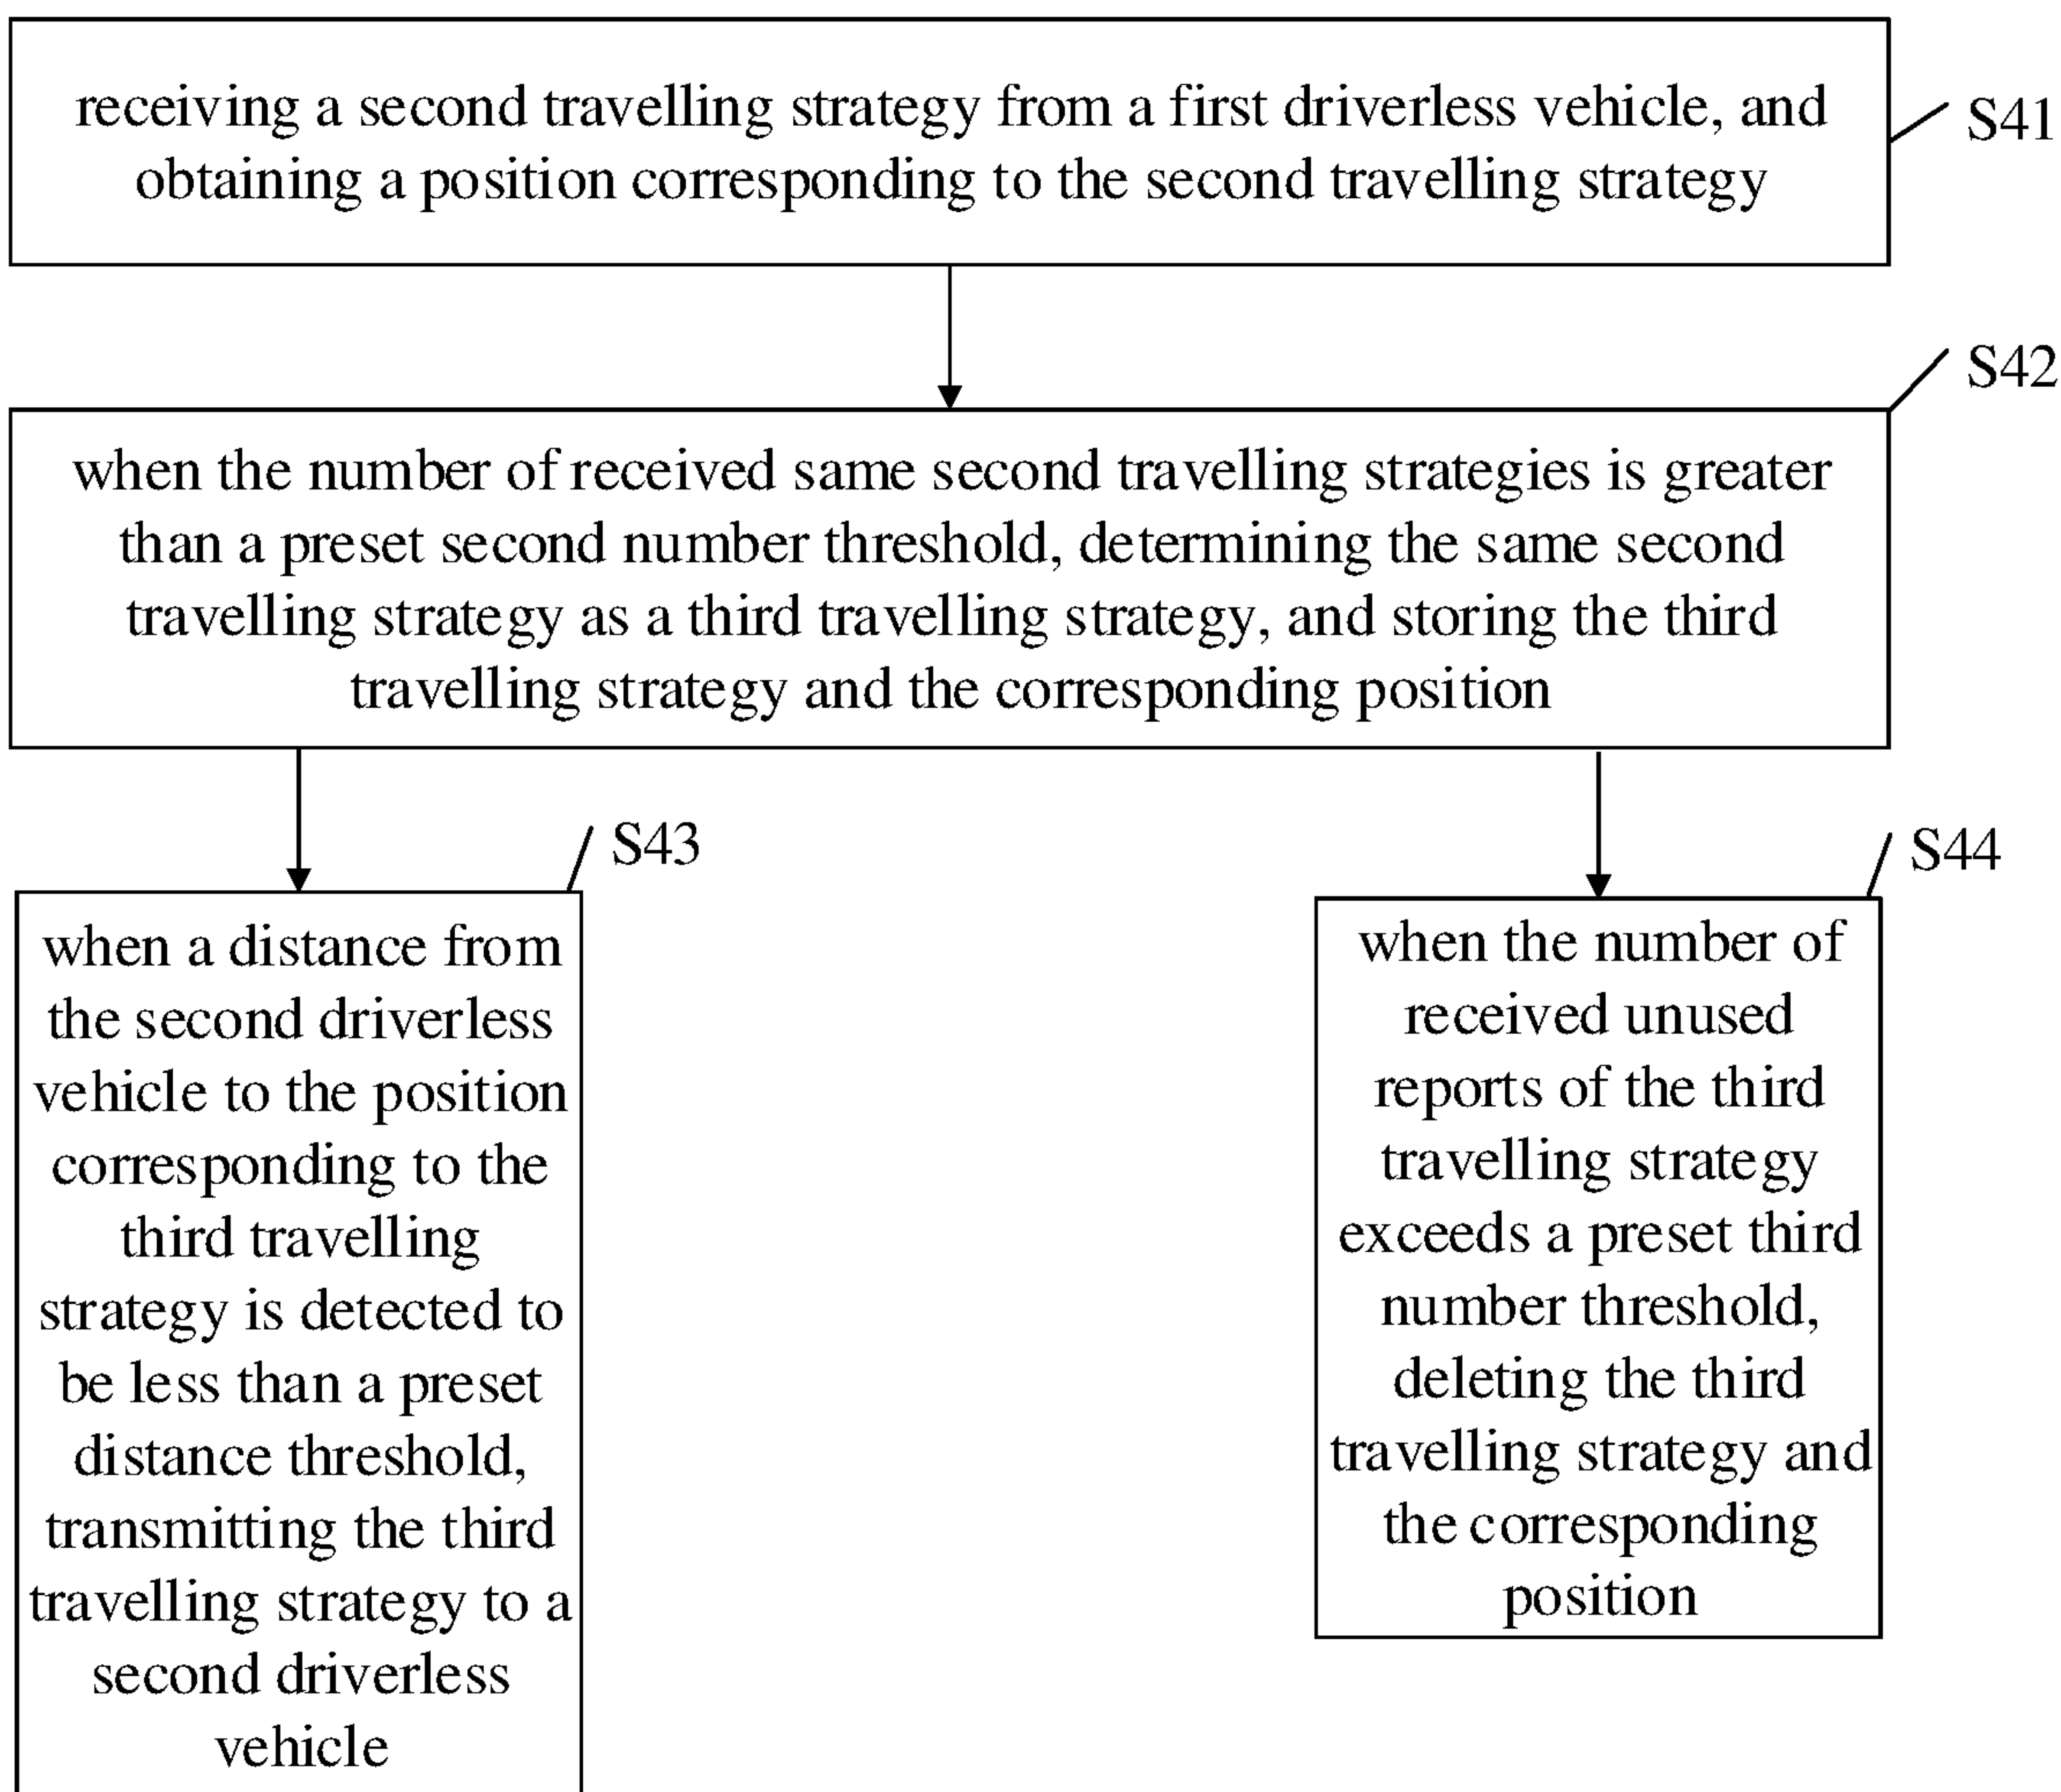 receiving a second travelling strategy from a first driverless vehicle, and
obtaining a position corresponding to the second travelling strategy
S41
S42
when the number of received same second travelling strategies is greater
than a preset second number threshold, determining the same second
travelling strategy as a third travelling strategy, and storing the third
travelling strategy and the corresponding position
S43
when a distance from
the second driverless
vehicle to the position
corresponding to the
third travelling
strategy is detected to
be less than a preset
distance threshold,
transmitting the third
travelling strategy to a
second driverless
vehicle
S44
when the number of
received unused
reports of the third
travelling strategy
exceeds a preset third
number threshold,
deleting the third
travelling strategy and
the corresponding
position